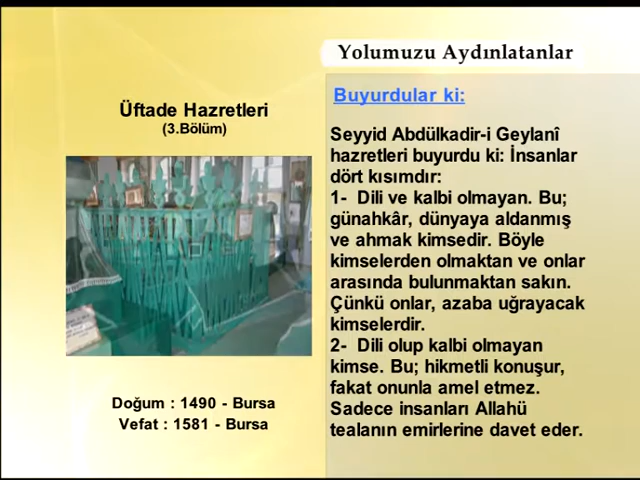 Yolumuzu Aydınlatanlar
Üftade Hazretleri
(3.Bölüm)
Doğum : 1490 - Bursa
Vefat : 1581 - Bursa
Buyurdular ki:
Seyyid Abdülkadir-i Geylanî
hazretleri buyurdu ki: İnsanlar
dört kısımdır:
1- Dili ve kalbi olmayan. Bu;
günahkâr, dünyaya aldanmış
ve ahmak kimsedir. Böyle
kimselerden olmaktan ve onlar
arasında bulunmaktan sakın.
Çünkü onlar, azaba uğrayacak
kimselerdir.
2- Dili olup kalbi olmayan
kimse. Bu; hikmetli konuşur,
fakat onunla amel etmez.
Sadece insanları Allahü
tealanın emirlerine davet eder.